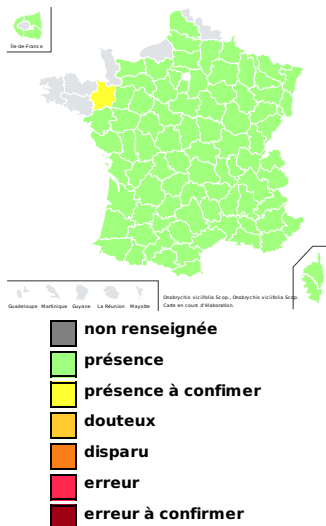 Île-de-France
Guadeloupe Martinique Guyane La Réunion Mayotte
Onobrychis viciifolia Scop., Onobrychis viciifolia Scop.
Carte en cours d'élaboration.
non renseignée
présence
présence à confimer
douteux
disparu
erreur
erreur à confirmer